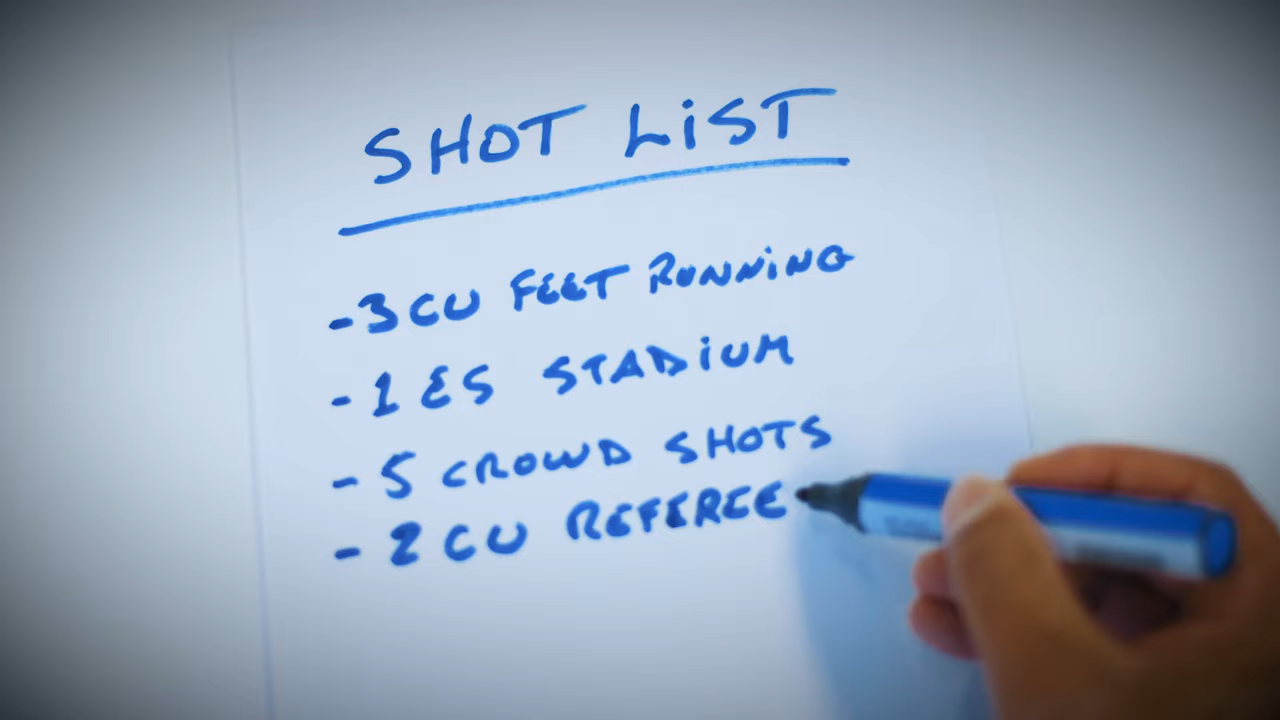 SHOT LIST
- 3 CU FEET RUNNING
- 1 ES STADIUM
- 5 CROWD SHOTS
- 2 CU REFEREE